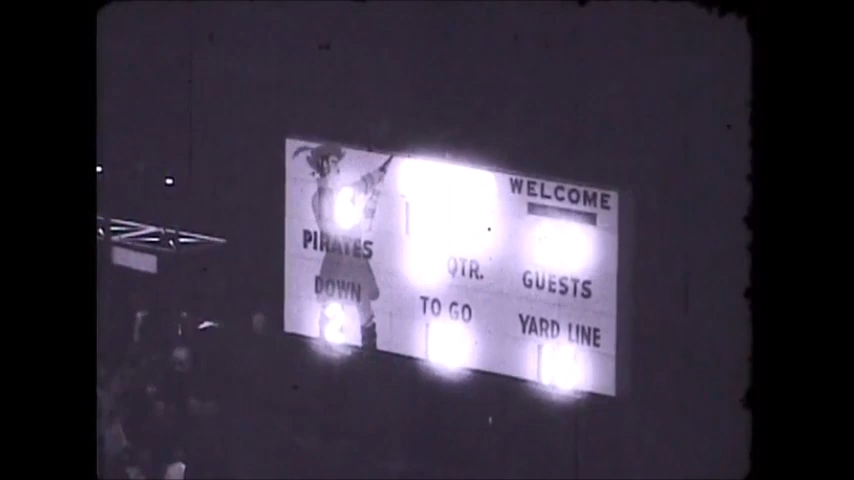 WELCOME
PIRATES
QTR.
GUESTS
DOWN
TO GO
YARD LINE